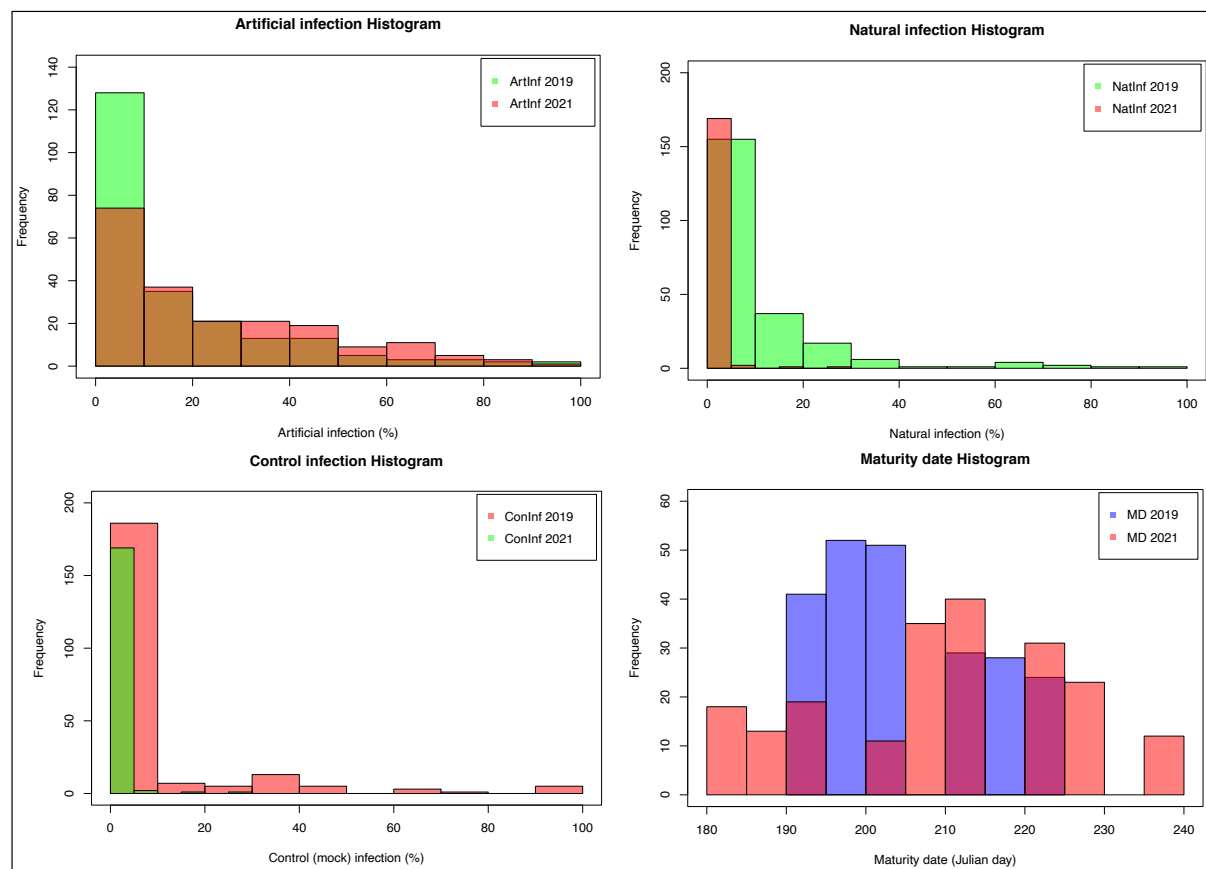 Artificial infection Histogram
Frequency
0 20 40 60 80 100 120 140
ArtInf 2019
ArtInf 2021
0 20 40 60 80 100
Artificial infection (%)
Natural infection Histogram
Frequency
0 50 100 150 200
NatInf 2019
NatInf 2021
0 20 40 60 80 100
Natural infection (%)
Control infection Histogram
Frequency
0 50 100 150 200
ConInf 2019
ConInf 2021
0 20 40 60 80 100
Control (mock) infection (%)
Maturity date Histogram
Frequency
0 10 20 30 40 50 60
MD 2019
MD 2021
180 190 200 210 220 230 240
Maturity date (Julian day)